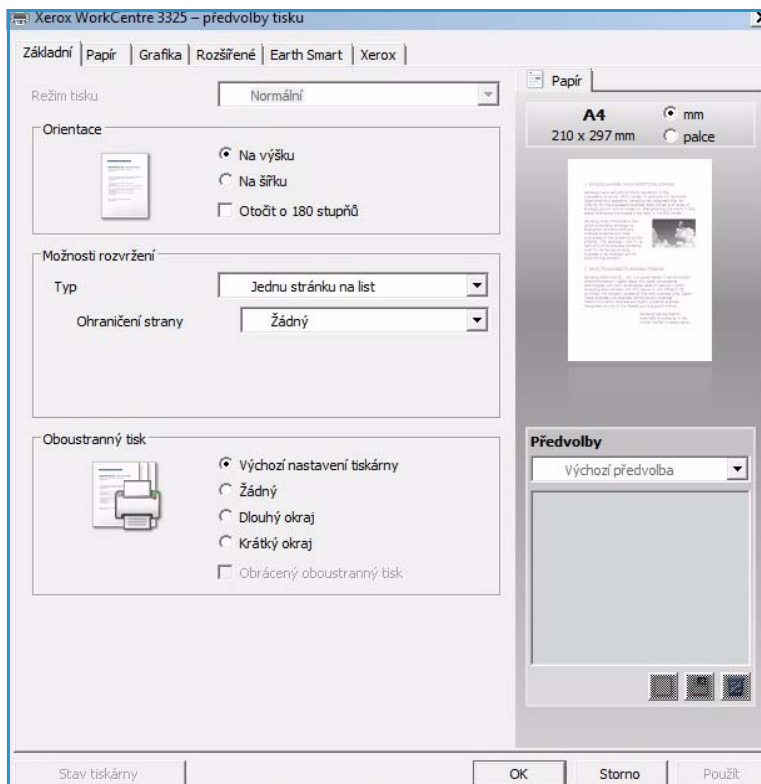 Xerox WorkCentre 3325 – předvolby tisku
Základní
Papír
Grafika
Rozšířené
Earth Smart
Xerox
Režim tisku
Normální
Orientace
Na výšku
Na šířku
Otočit o 180 stupňů
Možnosti rozvržení
Typ
Jednu stránku na list
Ohraničení strany
Žádný
Oboustranný tisk
Výchozí nastavení tiskárny
Žádný
Dlouhý okraj
Krátký okraj
Obrácený oboustranný tisk
Papír
A4
210 x 297 mm
mm
palce
Předvolby
Výchozí předvolba
Stav tiskárny
OK
Storno
Použít